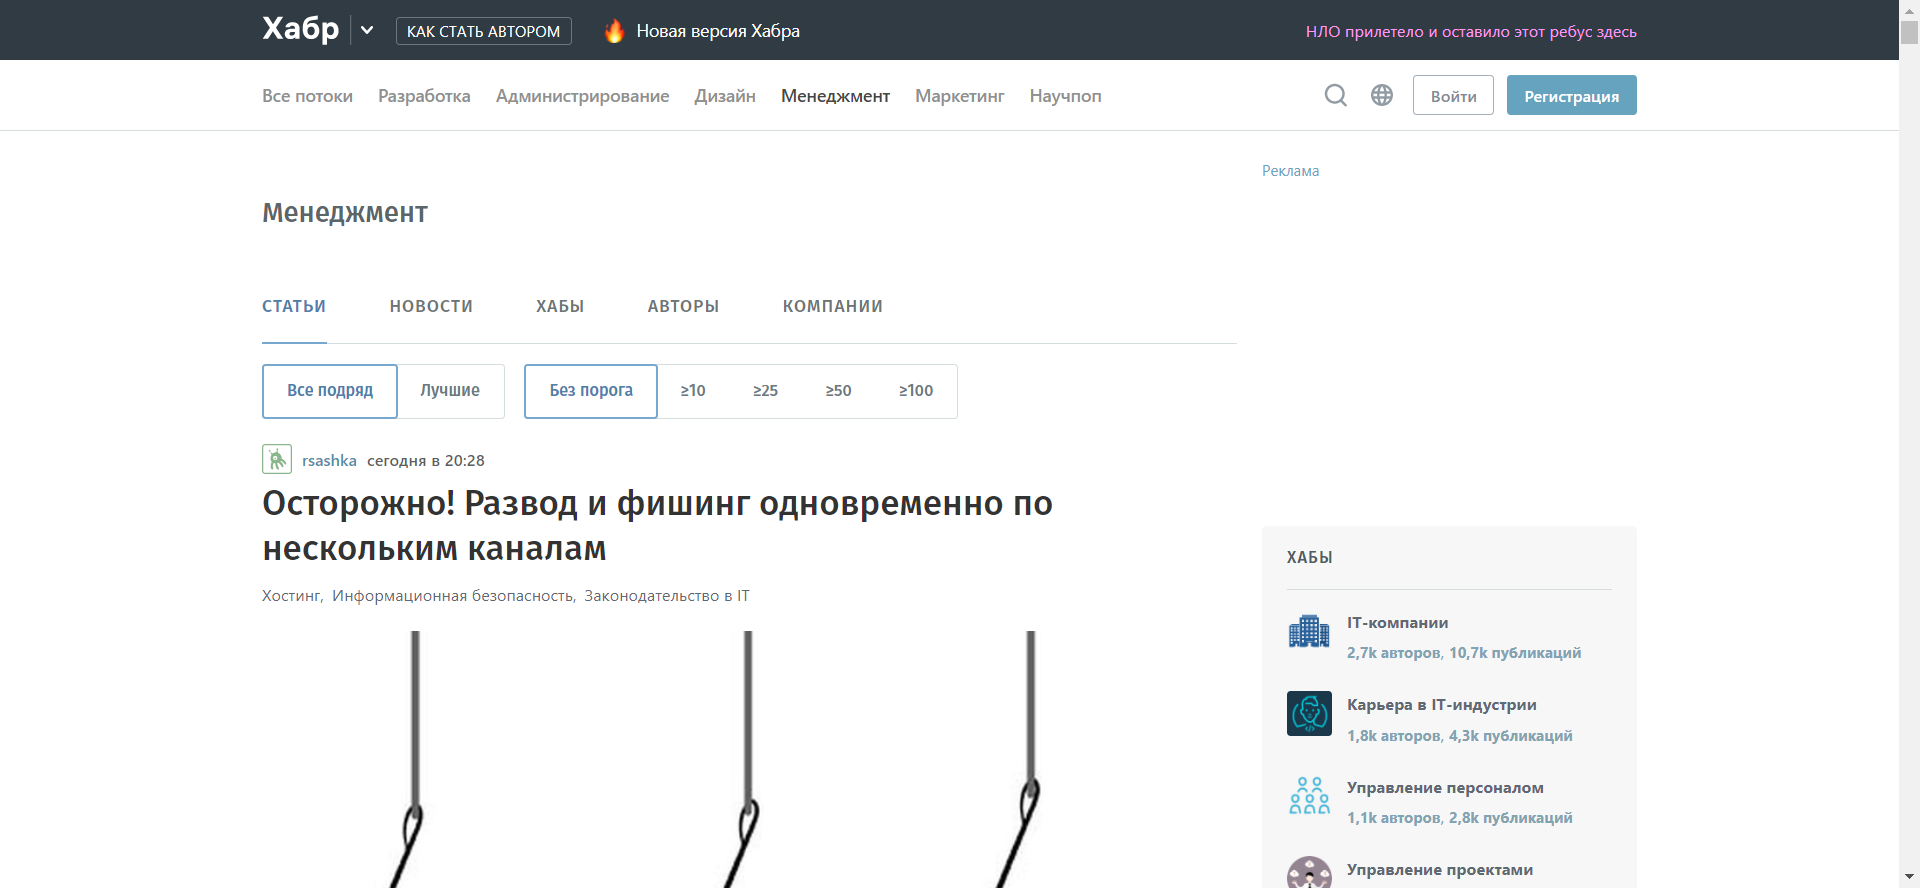 Хабр
КАК СТАТЬ АВТОРОМ
Новая версия Хабра
НЛО прилетело и оставило этот ребус здесь
Все потоки Разработка Администрирование Дизайн Менеджмент Маркетинг Научпоп
Войти
Регистрация
Реклама
Менеджмент
СТАТЬИ НОВОСТИ ХАБЫ АВТОРЫ КОМПАНИИ
Все подряд Лучшие Без порога ≥10 ≥25 ≥50 ≥100
rsashka сегодня в 20:28
Осторожно! Развод и фишинг одновременно по
нескольким каналам
Хостинг, Информационная безопасность, Законодательство в IT
ХАБЫ
IT-компании
2,7k авторов, 10,7k публикаций
Карьера в IT-индустрии
1,8k авторов, 4,3k публикаций
Управление персоналом
1,1k авторов, 2,8k публикаций
Управление проектами